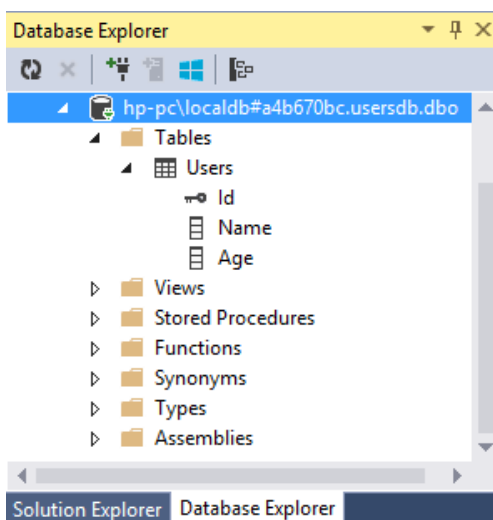 Database Explorer
hp-pc\localdb#a4b670bc.usersdb.dbo
Tables
Users
Id
Name
Age
Views
Stored Procedures
Functions
Synonyms
Types
Assemblies
Solution Explorer Database Explorer